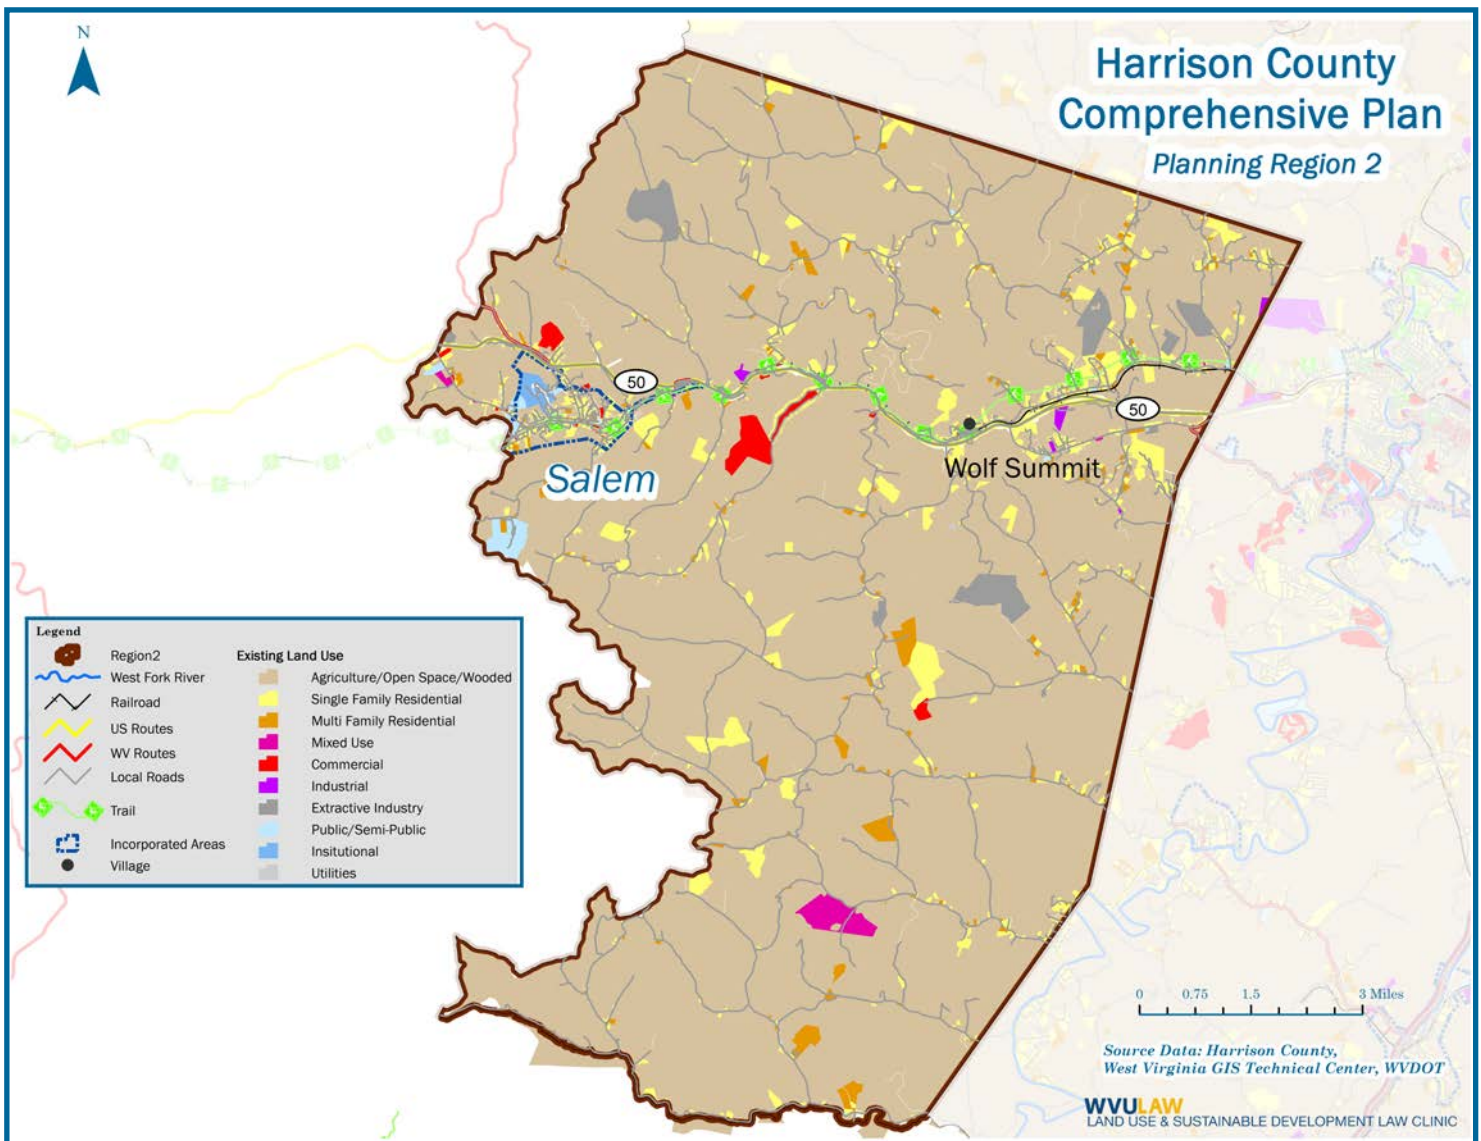 N
Harrison County
Comprehensive Plan
Planning Region 2
50
50
Salem
Wolf Summit
Legend
Region2
West Fork River
Railroad
US Routes
WV Routes
Local Roads
Trail
Incorporated Areas
Village
Existing Land Use
Agriculture/Open Space/Wooded
Single Family Residential
Multi Family Residential
Mixed Use
Commercial
Industrial
Extractive Industry
Public/Semi-Public
Insitutional
Utilities
0 0.75 1.5 3 Miles
Source Data: Harrison County,
West Virginia GIS Technical Center, WVDOT
WVULAW
LAND USE & SUSTAINABLE DEVELOPMENT LAW CLINIC